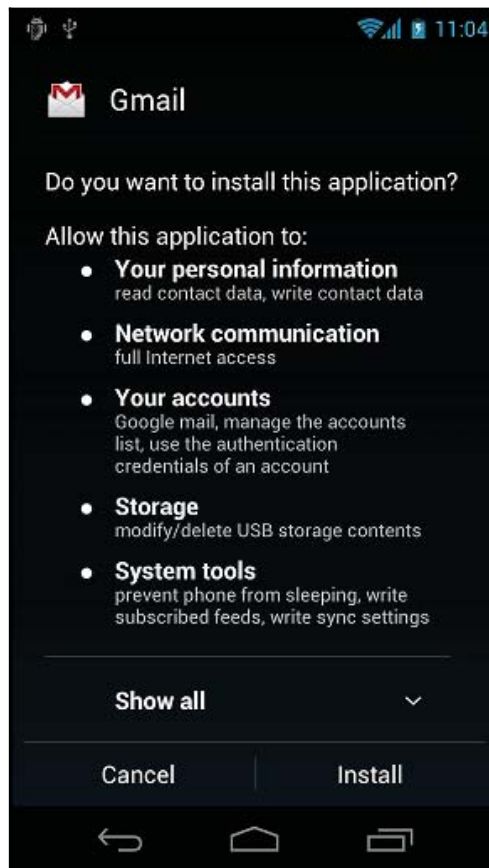 11:04
Gmail
Do you want to install this application?
Allow this application to:
● Your personal information
read contact data, write contact data
● Network communication
full Internet access
● Your accounts
Google mail, manage the accounts
list, use the authentication
credentials of an account
● Storage
modify/delete USB storage contents
● System tools
prevent phone from sleeping, write
subscribed feeds, write sync settings
Show all
Cancel Install